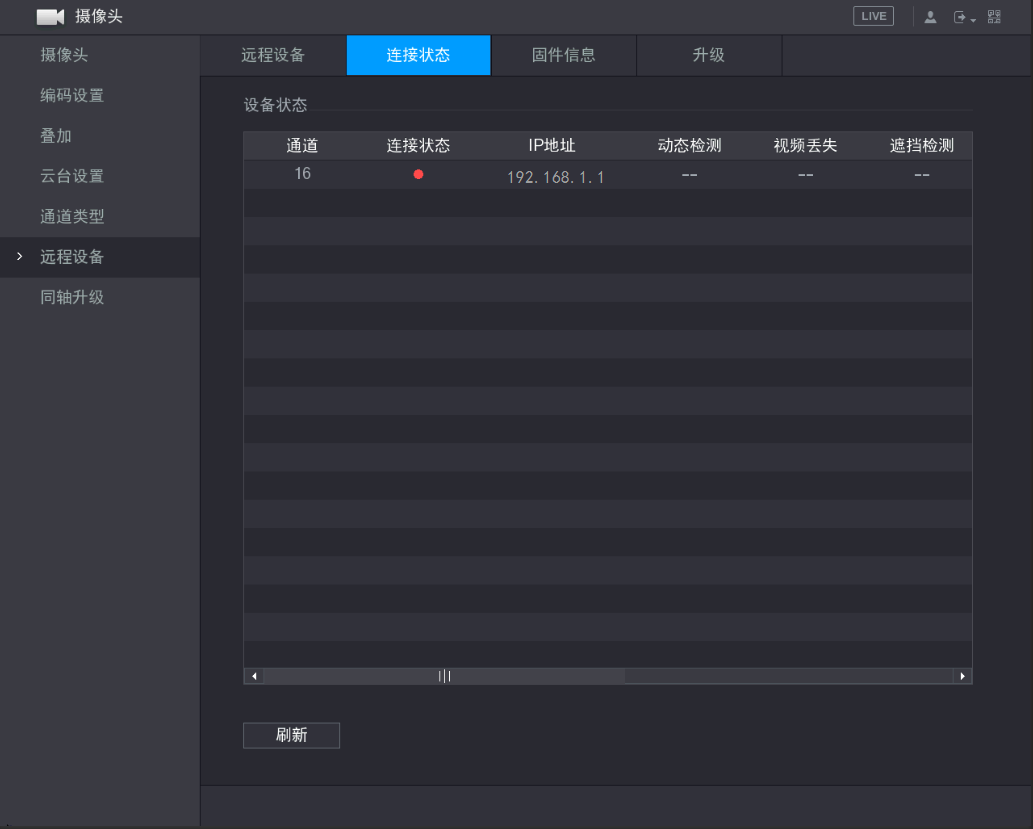 摄像头 LIVE
摄像头
编码设置
叠加
云台设置
通道类型
远程设备
同轴升级
远程设备 连接状态 固件信息 升级
设备状态
通道 连接状态 IP地址 动态检测 视频丢失 遮挡检测
16 192.168.1.1 -- -- --
刷新